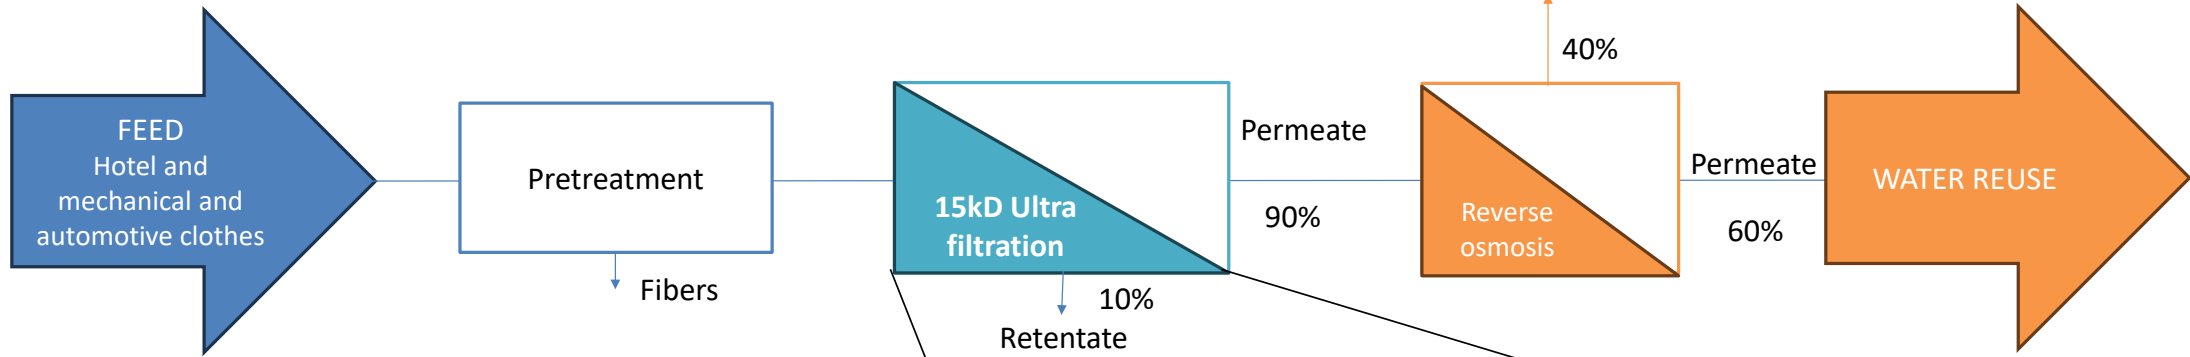 FEED
Hotel and
mechanical and
automotive clothes
Pretreatment
Fibers
15kD Ultra
filtration
10%
Retentate
Permeate
90%
40%
Reverse
osmosis
Permeate
60%
WATER REUSE